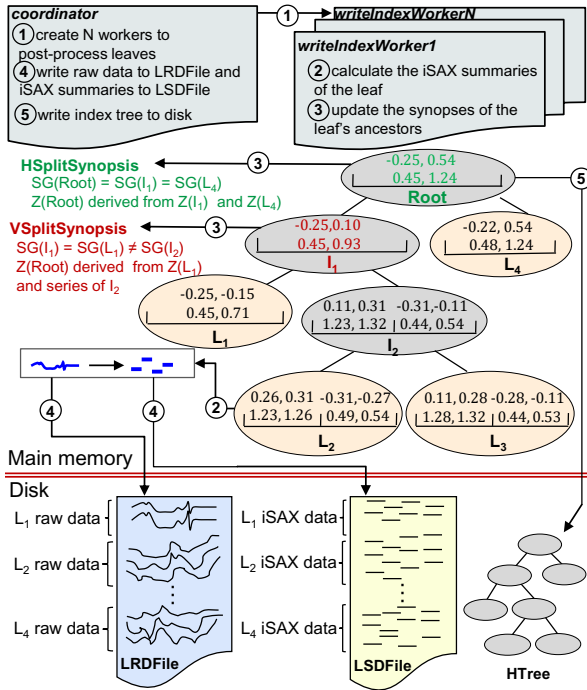 coordinator
1 create N workers to
post-process leaves
4 write raw data to LRDFile and
iSAX summaries to LSDFile
5 write index tree to disk
1
writeIndexWorkerN
writeIndexWorker1
2 calculate the iSAX summaries
of the leaf
3 update the synopses of the
leaf's ancestors
HSplitSynopsis
SG(Root) = SG(I1) = SG(L4)
Z(Root) derived from Z(I1) and Z(L4)
3
-0.25, 0.54
0.45, 1.24
Root
5
VSplitSynopsis
SG(I1) = SG(L1) ≠ SG(I2)
Z(Root) derived from Z(L1)
and series of I2
3
-0.25,0.10
0.45, 0.93
I1
-0.22, 0.54
0.48, 1.24
L4
-0.25, -0.15
0.45, 0.71
L1
0.11, 0.31 -0.31,-0.11
1.23, 1.32 0.44, 0.54
I2
4
4
2
0.26, 0.31 -0.31,-0.27
1.23, 1.26 0.49, 0.54
L2
0.11, 0.28 -0.28, -0.11
1.28, 1.32 0.44, 0.53
L3
Main memory
Disk
L1 raw data
L2 raw data
L4 raw data
LRDFile
L1 iSAX data
L2 iSAX data
L4 iSAX data
LSDFile
HTree